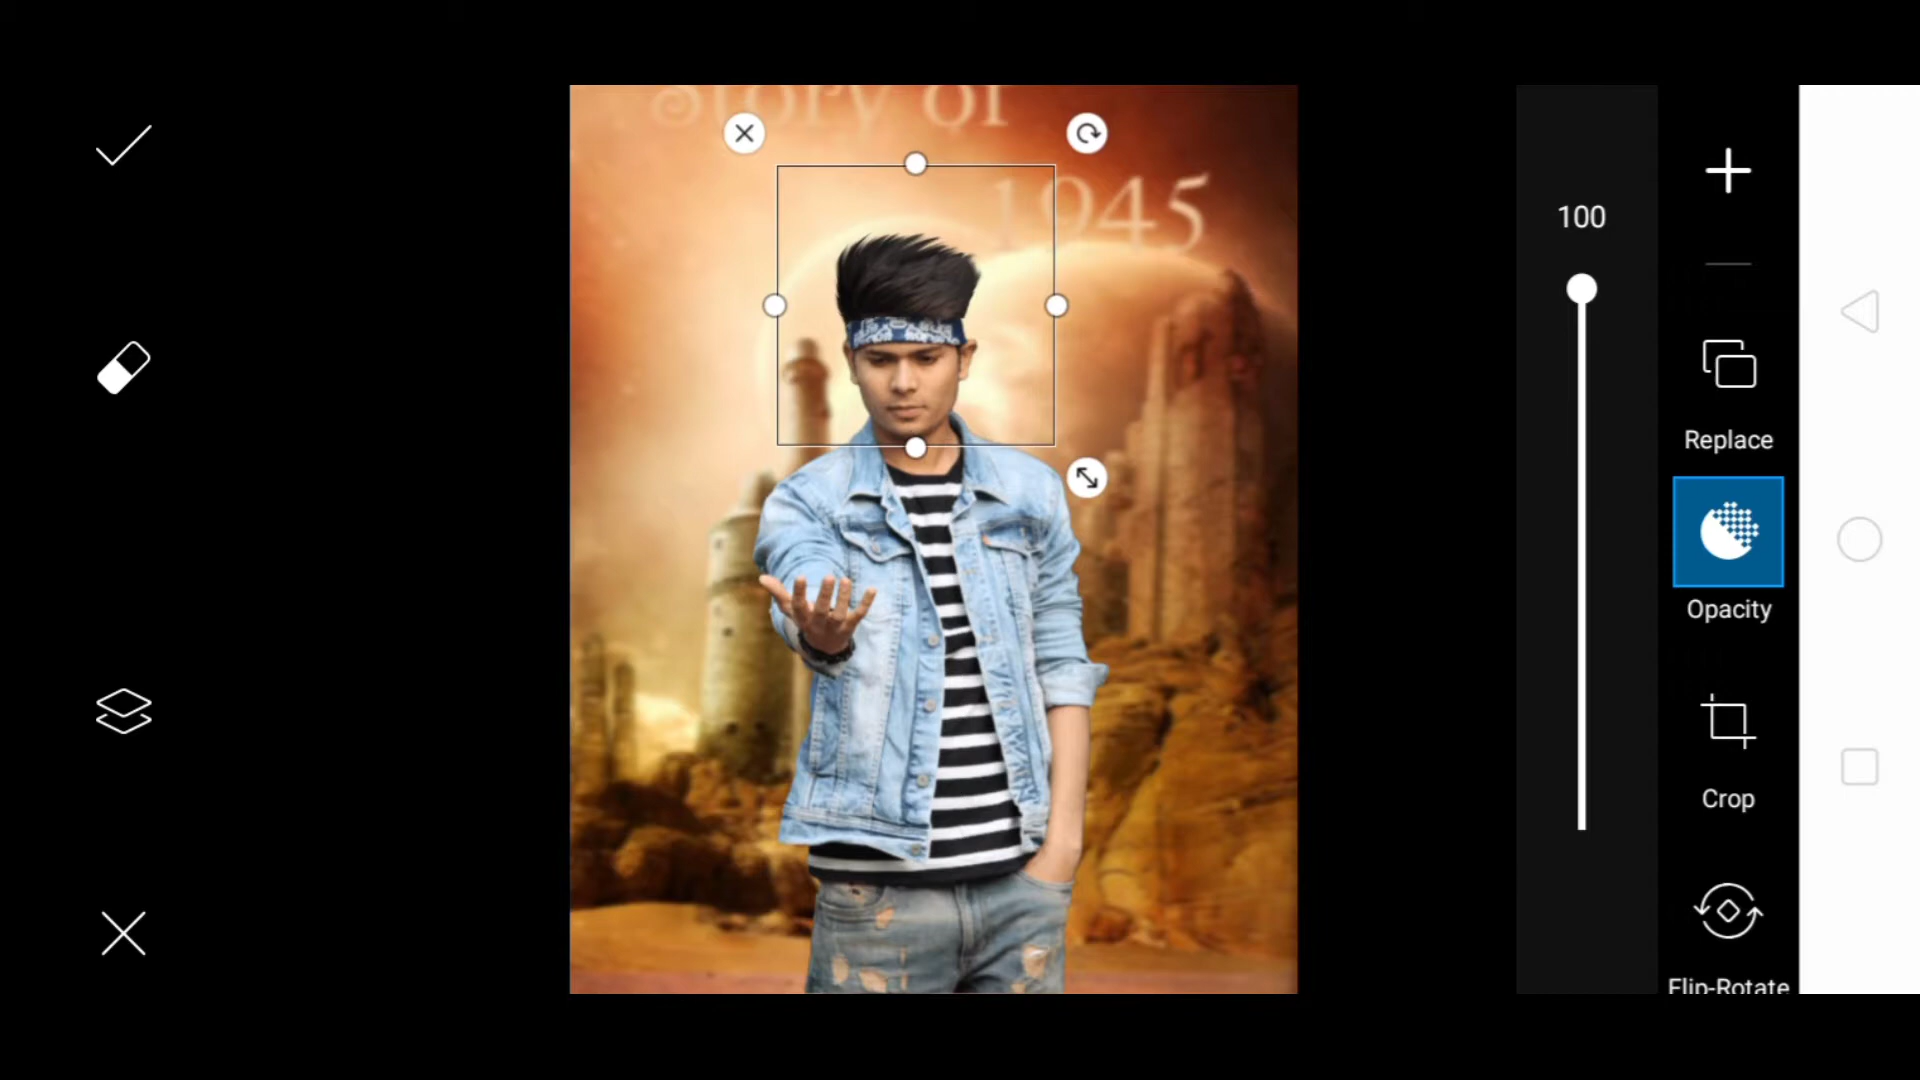 Story of
1945
100
Replace
Opacity
Crop
Flip-Rotate